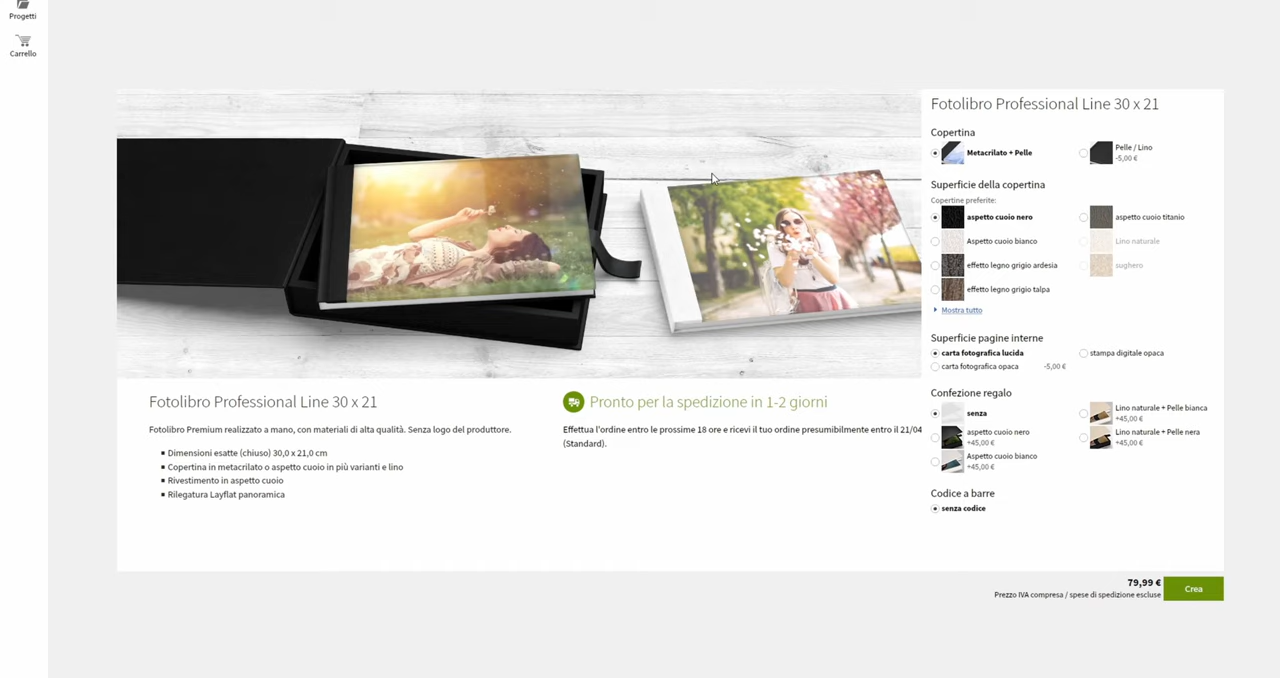 Progetti
Carrello
Fotolibro Professional Line 30 x 21
Copertina
Metacrilato + Pelle
Pelle / Lino
-5,00 €
Superficie della copertina
Copertine preferite:
aspetto cuoio nero
aspetto cuoio titanio
Aspetto cuoio bianco
Lino naturale
effetto legno grigio ardesia
sughero
effetto legno grigio talpa
Mostra tutto
Superficie pagine interne
carta fotografica lucida
stampa digitale opaca
carta fotografica opaca -5,00 €
Confezione regalo
senza
Lino naturale + Pelle bianca
+45,00 €
aspetto cuoio nero
+45,00 €
Lino naturale + Pelle nera
+45,00 €
Aspetto cuoio bianco
+45,00 €
Codice a barre
senza codice
Fotolibro Professional Line 30 x 21
Fotolibro Premium realizzato a mano, con materiali di alta qualità. Senza logo del produttore.
Dimensioni esatte (chiuso) 30,0 x 21,0 cm
Copertina in metacrilato o aspetto cuoio in più varianti e lino
Rivestimento in aspetto cuoio
Rilegatura Layflat panoramica
Pronto per la spedizione in 1-2 giorni
Effettua l'ordine entro le prossime 18 ore e ricevi il tuo ordine presumibilmente entro il 21/04
(Standard).
79,99 €
Prezzo IVA compresa / spese di spedizione escluse
Crea